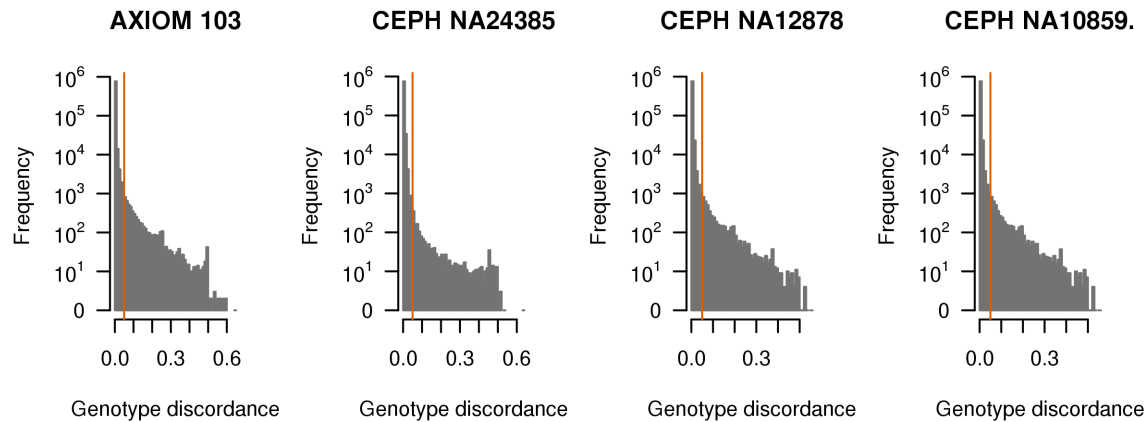 AXIOM 103
CEPH NA24385
CEPH NA12878
CEPH NA10859.
Frequency
10⁶
10⁵
10⁴
10³
10²
10¹
0
0.0 0.3 0.6
Genotype discordance
Frequency
10⁶
10⁵
10⁴
10³
10²
10¹
0
0.0 0.3 0.6
Genotype discordance
Frequency
10⁶
10⁵
10⁴
10³
10²
10¹
0
0.0 0.3
Genotype discordance
Frequency
10⁶
10⁵
10⁴
10³
10²
10¹
0
0.0 0.3
Genotype discordance